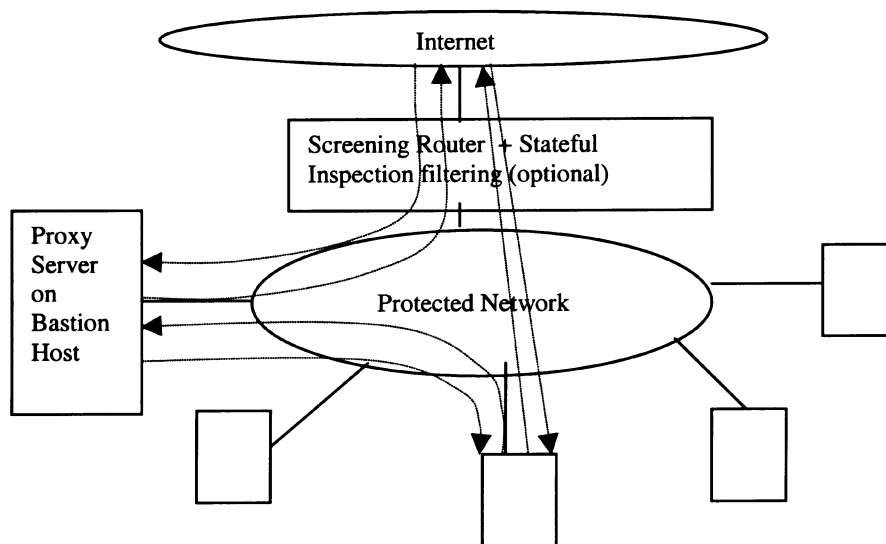 Internet
Screening Router + Stateful
Inspection filtering (optional)
Proxy
Server
on
Bastion
Host
Protected Network